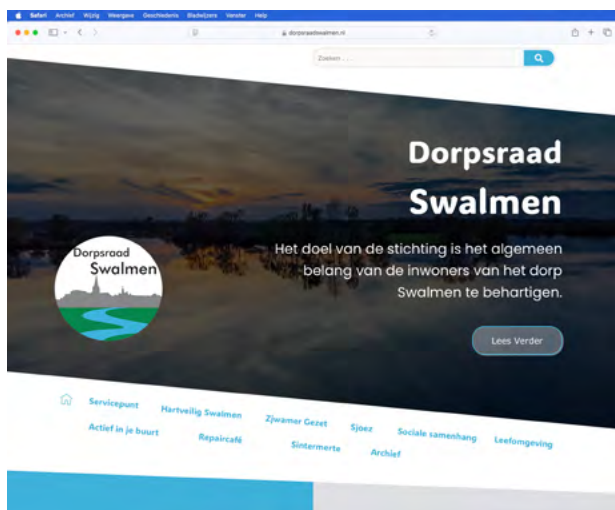 Safari Archief Wijzig Weergave Geschiedenis Bladwijzers Venster Help
dorpsraadswalmen.nl
Zoeken . . .
Dorpsraad
Swalmen
Het doel van de stichting is het algemeen
belang van de inwoners van het dorp
Swalmen te behartigen.
Dorpsraad
Swalmen
Lees Verder
Servicepunt Hartveilig Swalmen Zjwamer Gezet Sjoez Sociale samenhang Leefomgeving
Actief in je buurt Repaircafé Sintermerte Archief